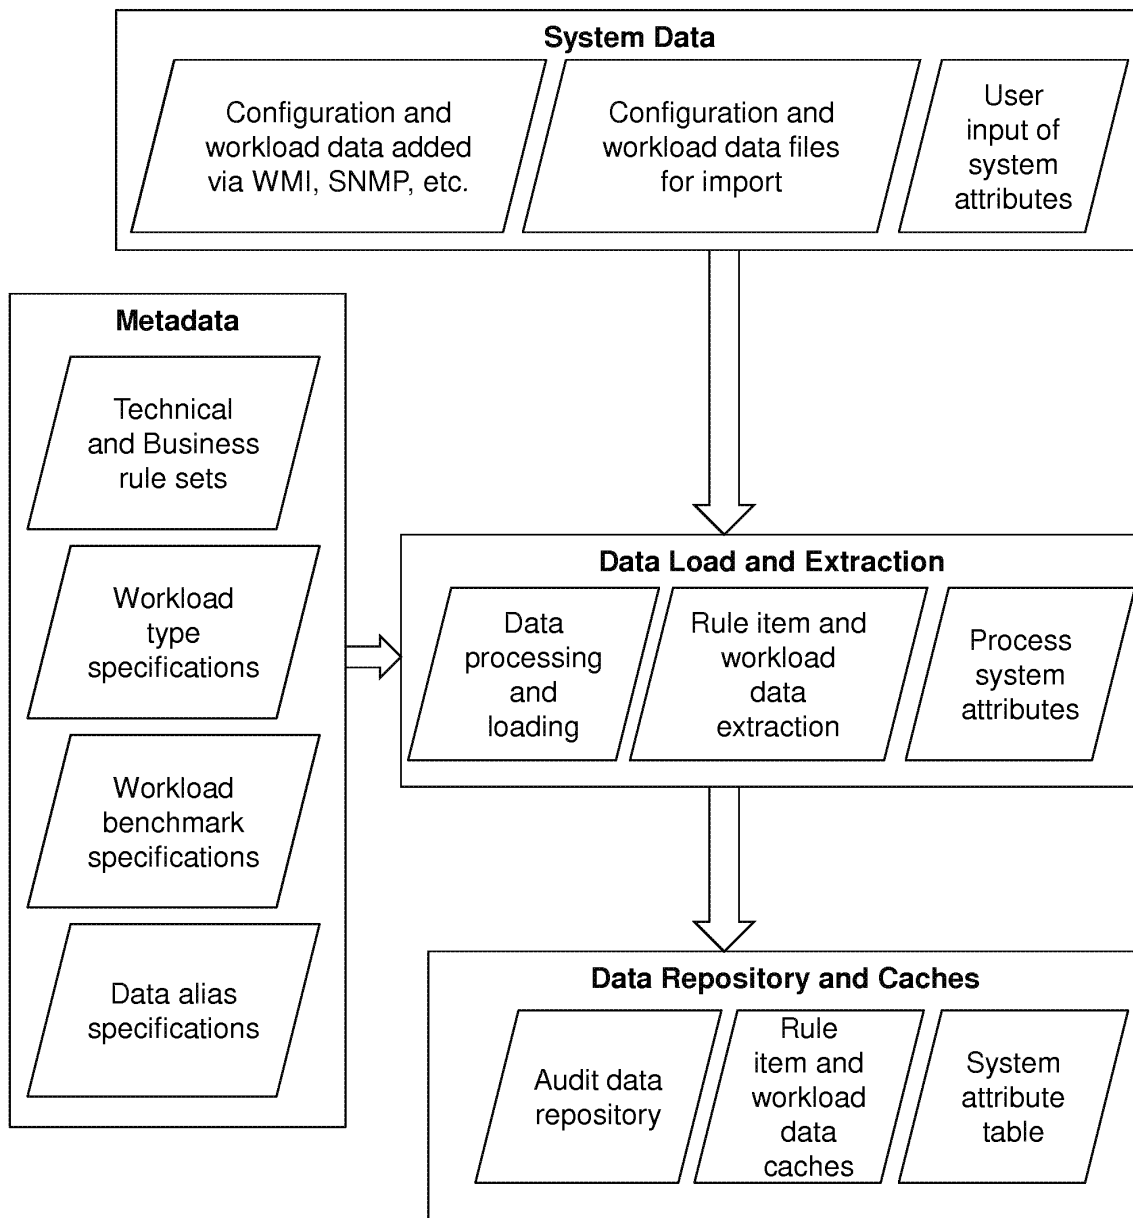 System Data
Configuration and
workload data added
via WMI, SNMP, etc.
Configuration and
workload data files
for import
User
input of
system
attributes
Metadata
Technical
and Business
rule sets
Workload
type
specifications
Workload
benchmark
specifications
Data alias
specifications
Data Load and Extraction
Data
processing
and
loading
Rule item and
workload
data
extraction
Process
system
attributes
Data Repository and Caches
Audit data
repository
Rule
item and
workload
data
caches
System
attribute
table